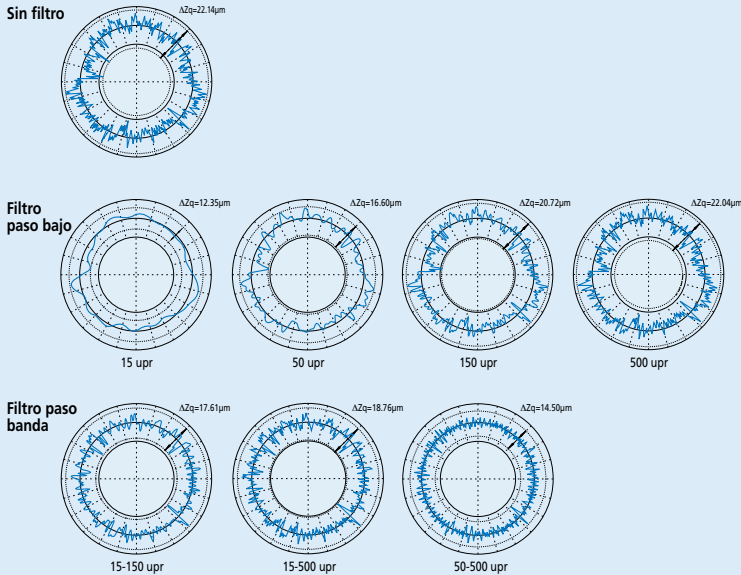 Sin filtro
ΔZq=22.14µm
Filtro
paso bajo
ΔZq=12.35µm
ΔZq=16.60µm
ΔZq=20.72µm
ΔZq=22.04µm
15 upr
50 upr
150 upr
500 upr
Filtro paso
banda
ΔZq=17.61µm
ΔZq=18.76µm
ΔZq=14.50µm
15-150 upr
15-500 upr
50-500 upr